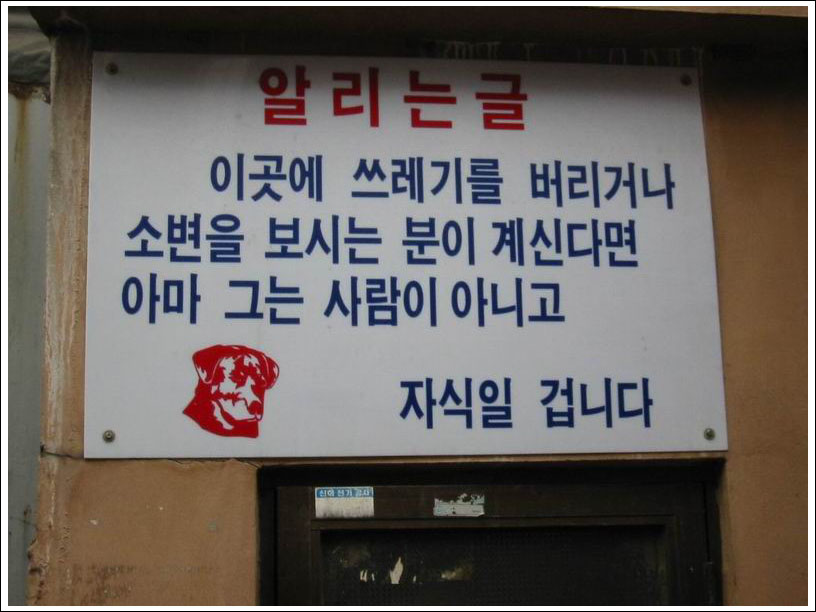 알리는글
이곳에 쓰레기를 버리거나
소변을 보시는 분이 계신다면
아마 그는 사람이 아니고
자식일 겁니다